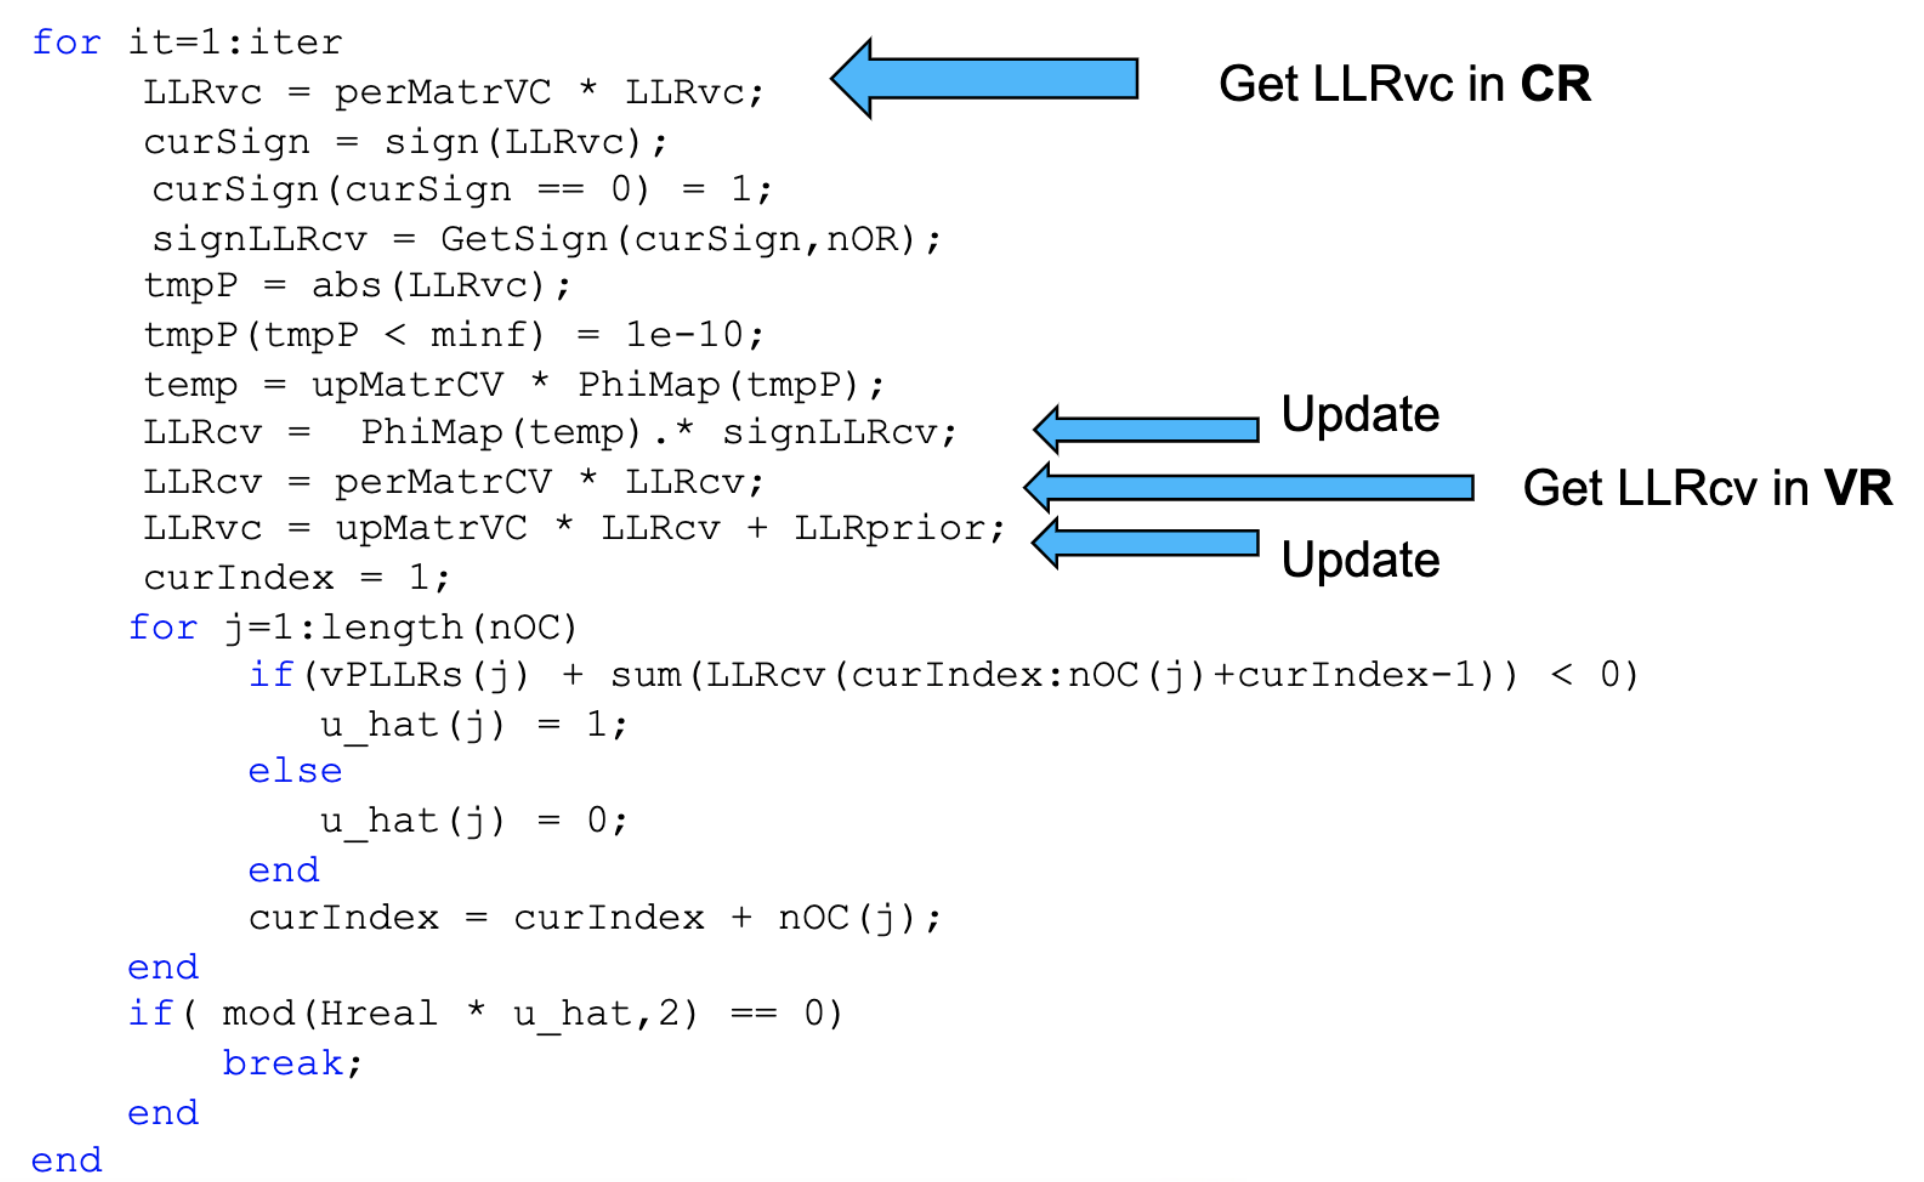 for it=1:iter
LLRvc = perMatrVC * LLRvc;
Get LLRvc in CR
curSign = sign(LLRvc);
curSign(curSign == 0) = 1;
signLLRcv = GetSign(curSign,nOR);
tmpP = abs(LLRvc);
tmpP(tmpP < minf) = 1e-10;
temp = upMatrCV * PhiMap(tmpP);
LLRcv =  PhiMap(temp).* signLLRcv;
Update
LLRcv = perMatrCV * LLRcv;
Get LLRcv in VR
LLRvc = upMatrVC * LLRcv + LLRprior;
Update
curIndex = 1;
for j=1:length(nOC)
if(vPLLRs(j) + sum(LLRcv(curIndex:nOC(j)+curIndex-1)) < 0)
u_hat(j) = 1;
else
u_hat(j) = 0;
end
curIndex = curIndex + nOC(j);
end
if( mod(Hreal * u_hat,2) == 0)
break;
end
end